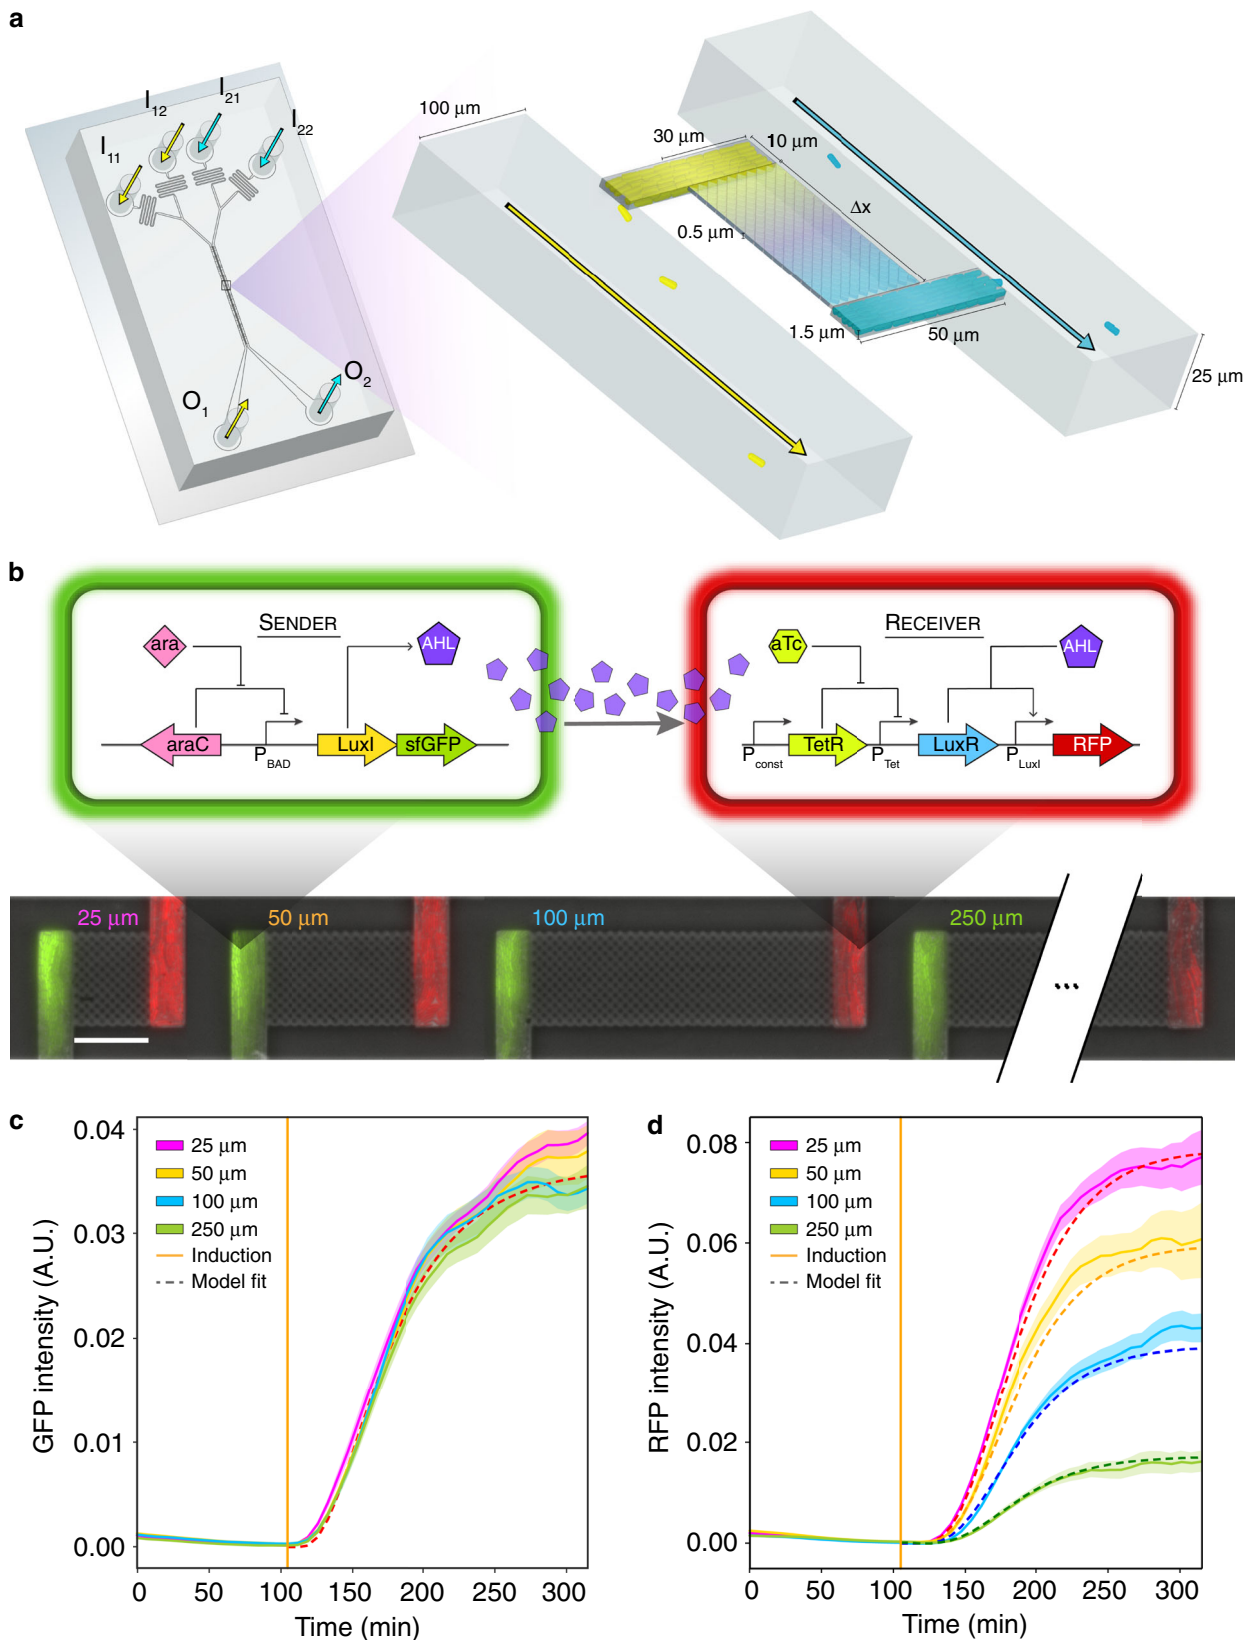 a
I12
I21
I11
I22
O1
O2
100 μm
30 μm
10 μm
Δx
0.5 μm
1.5 μm
50 μm
25 μm
b
SENDER
ara
AHL
araC
PBAD
LuxI
sfGFP
RECEIVER
aTc
AHL
Pconst
TetR
PTet
LuxR
PLuxI
RFP
25 μm
50 μm
100 μm
250 μm
...
c
GFP intensity (A.U.)
0.04
0.03
0.02
0.01
0.00
25 μm
50 μm
100 μm
250 μm
Induction
Model fit
0 50 100 150 200 250 300
Time (min)
d
RFP intensity (A.U.)
0.08
0.06
0.04
0.02
0.00
25 μm
50 μm
100 μm
250 μm
Induction
Model fit
0 50 100 150 200 250 300
Time (min)